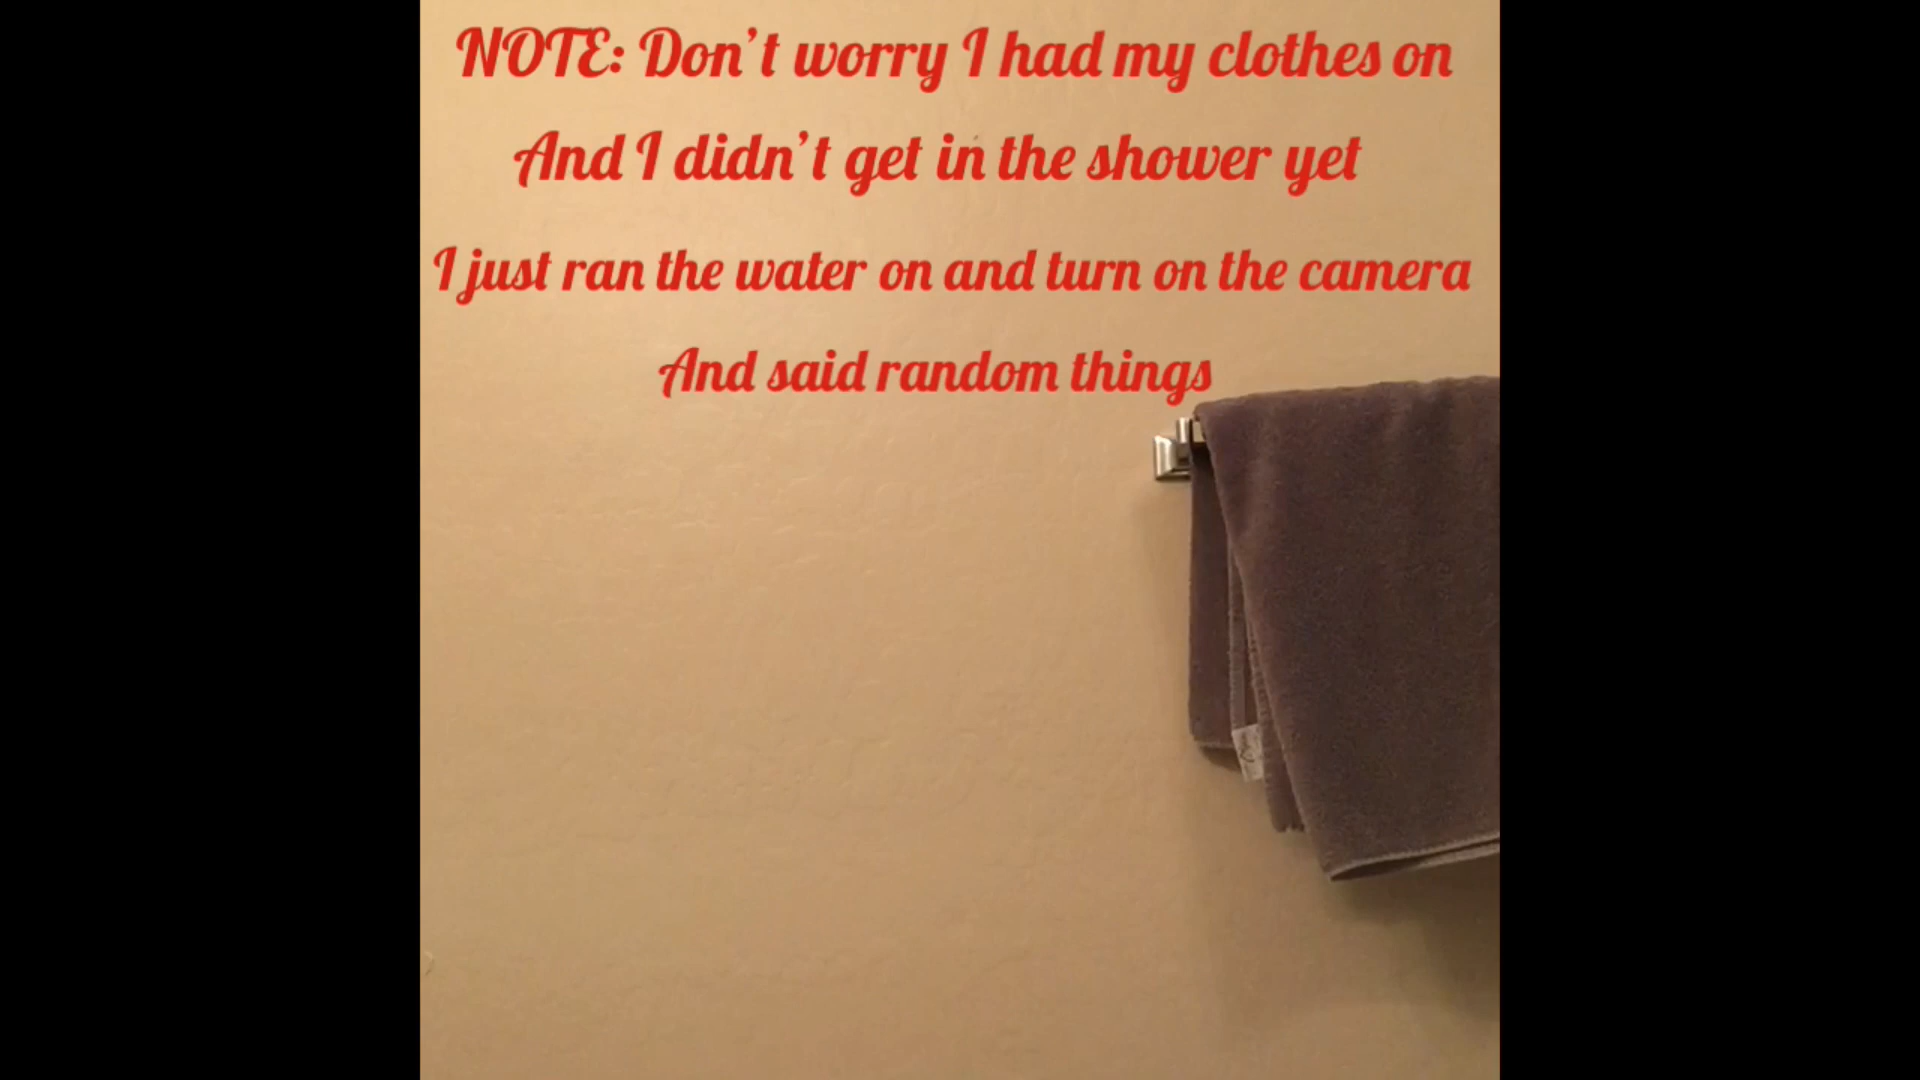 NOTE: Don't worry I had my clothes on
And I didn't get in the shower yet
I just ran the water on and turn on the camera
And said random things